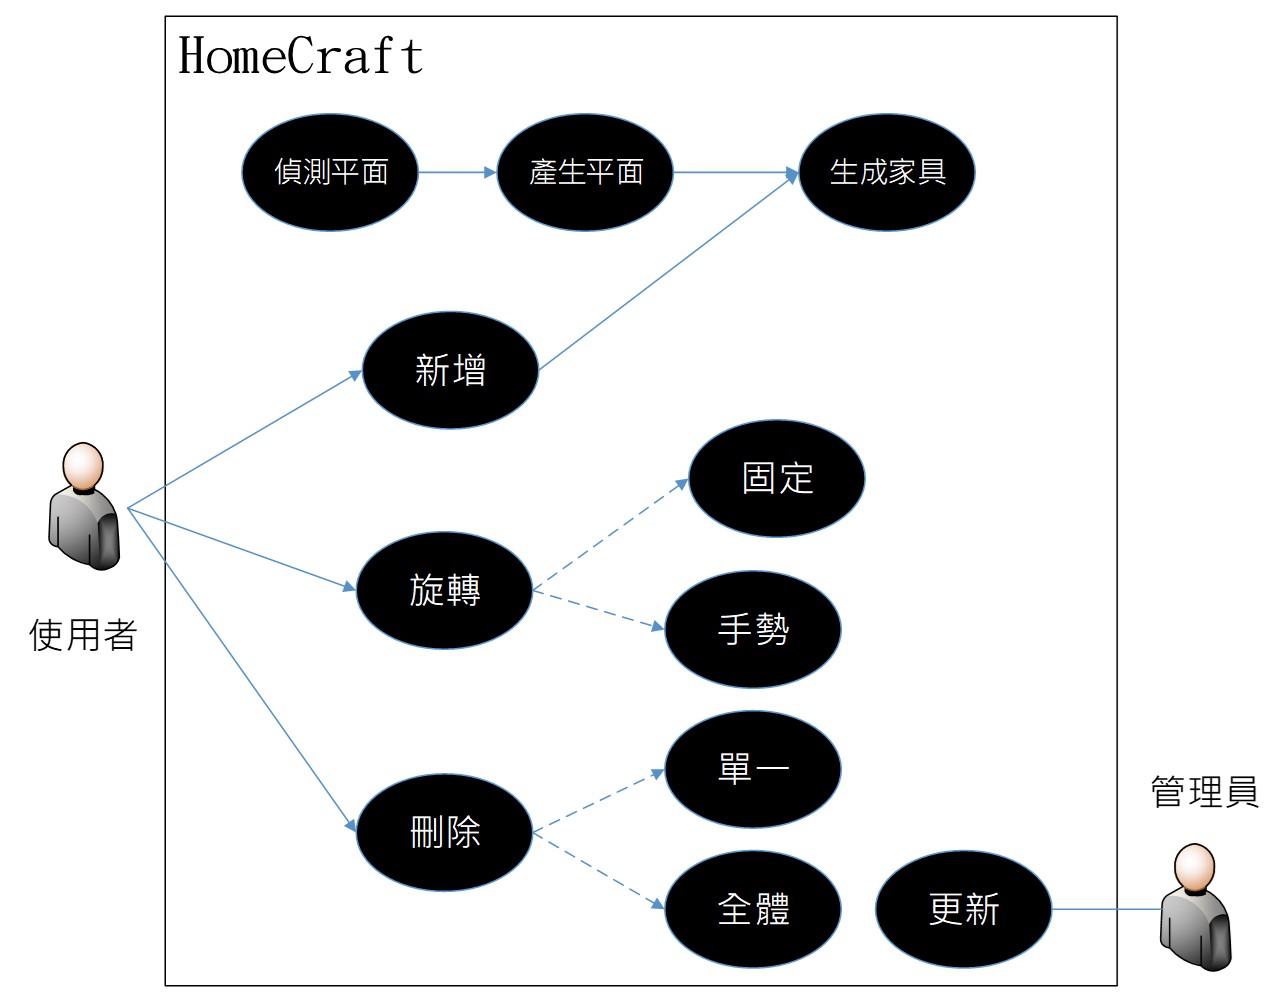 HomeCraft
偵測平面
產生平面
生成家具
新增
固定
旋轉
手勢
使用者
單一
刪除
管理員
全體
更新